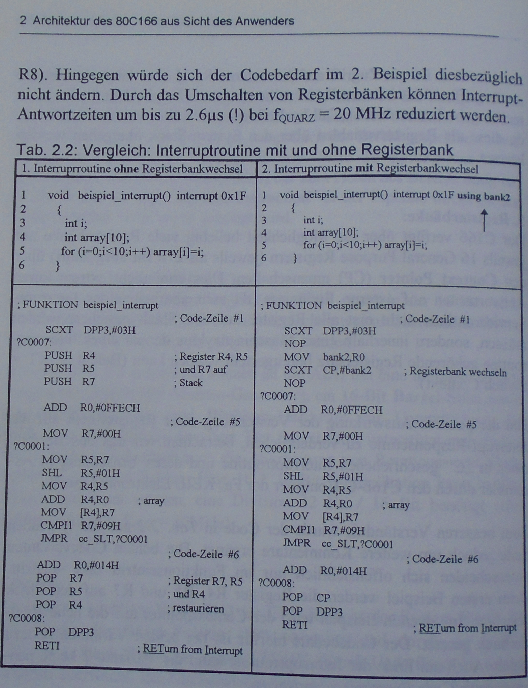 2 Architektur des 80C166 aus Sicht des Anwenders
R8). Hingegen würde sich der Codebedarf im 2. Beispiel diesbezüglich
nicht ändern. Durch das Umschalten von Registerbänken können Interrupt-
Antwortzeiten um bis zu 2.6µs (!) bei fQUARZ = 20 MHz reduziert werden.
Tab. 2.2: Vergleich: Interruptroutine mit und ohne Registerbank
1. Interruprroutine ohne Registerbankwechsel
1 void beispiel_interrupt() interrupt 0x1F
2 {
3 int i;
4 int array[10];
5 for (i=0;i<10;i++) array[i]=i;
6 }
; FUNKTION beispiel_interrupt
; Code-Zeile #1
SCXT DPP3,#03H
?C0007:
PUSH R4 ; Register R4, R5
PUSH R5 ; und R7 auf
PUSH R7 ; Stack
ADD R0,#0FFECH
; Code-Zeile #5
MOV R7,#00H
?C0001:
MOV R5,R7
SHL R5,#01H
MOV R4,R5
ADD R4,R0 ; array
MOV [R4],R7
CMPI1 R7,#09H
JMPR cc_SLT,?C0001
; Code-Zeile #6
ADD R0,#014H
POP R7 ; Register R7, R5
POP R5 ; und R4
POP R4 ; restaurieren
?C0008:
POP DPP3
RETI ; RETurn from Interrupt
2. Interruprroutine mit Registerbankwechsel
1 void beispiel_interrupt() interrupt 0x1F using bank2
2 {
3 int i;
4 int array[10];
5 for (i=0;i<10;i++) array[i]=i;
6 }
; FUNKTION beispiel_interrupt
; Code-Zeile #1
SCXT DPP3,#03H
NOP
MOV bank2,R0
SCXT CP,#bank2 ; Registerbank wechseln
NOP
?C0007:
ADD R0,#0FFECH
; Code-Zeile #5
MOV R7,#00H
?C0001:
MOV R5,R7
SHL R5,#01H
MOV R4,R5
ADD R4,R0 ; array
MOV [R4],R7
CMPI1 R7,#09H
JMPR cc_SLT,?C0001
; Code-Zeile #6
ADD R0,#014H
?C0008:
POP CP
POP DPP3
RETI ; RETurn from Interrupt